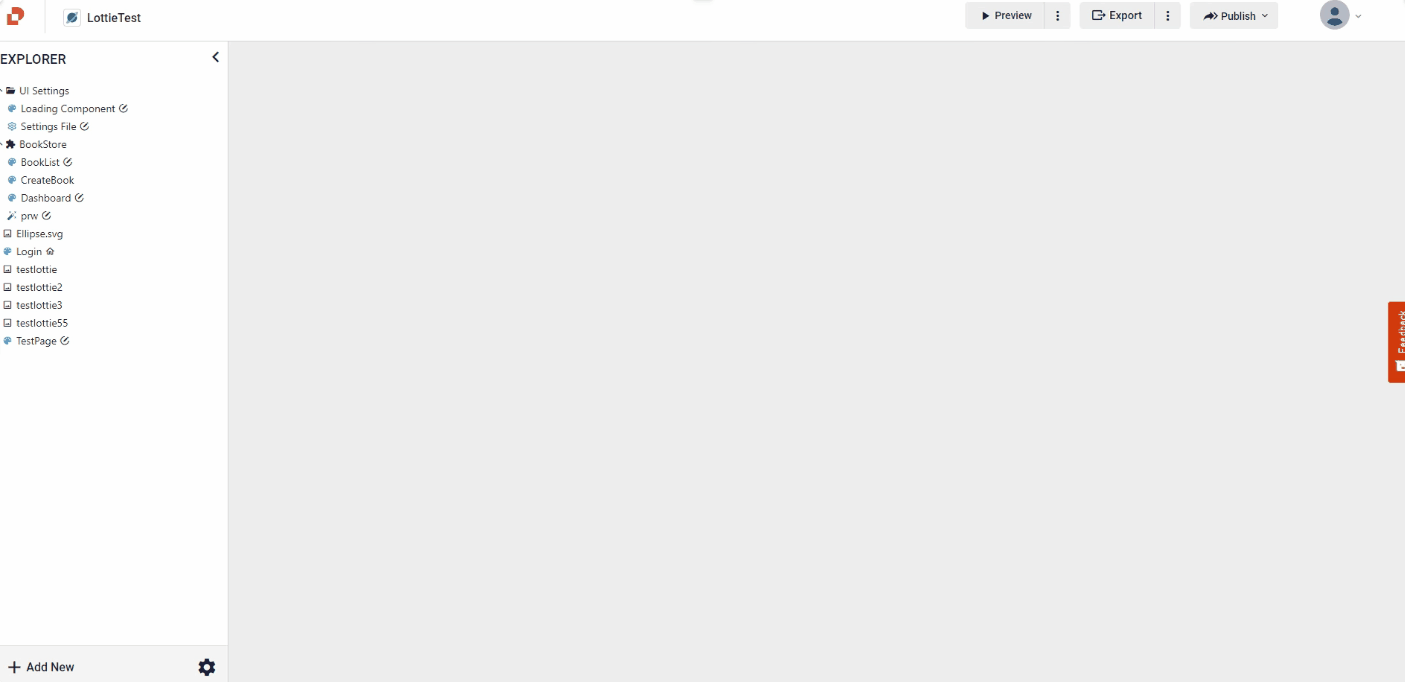 LottieTest
Preview
Export
Publish
EXPLORER
UI Settings
Loading Component
Settings File
BookStore
BookList
CreateBook
Dashboard
prw
Ellipse.svg
Login
testlottie
testlottie2
testlottie3
testlottie55
TestPage
Feedback
Add New